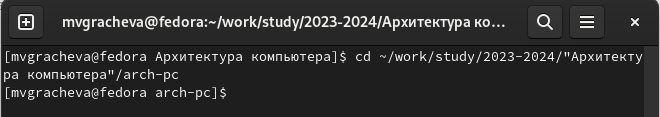 mvgracheva@fedora:~/work/study/2023-2024/Архитектура ко...
[mvgracheva@fedora Архитектура компьютера]$ cd ~/work/study/2023-2024/"Архитекту
ра компьютера"/arch-pc
[mvgracheva@fedora arch-pc]$